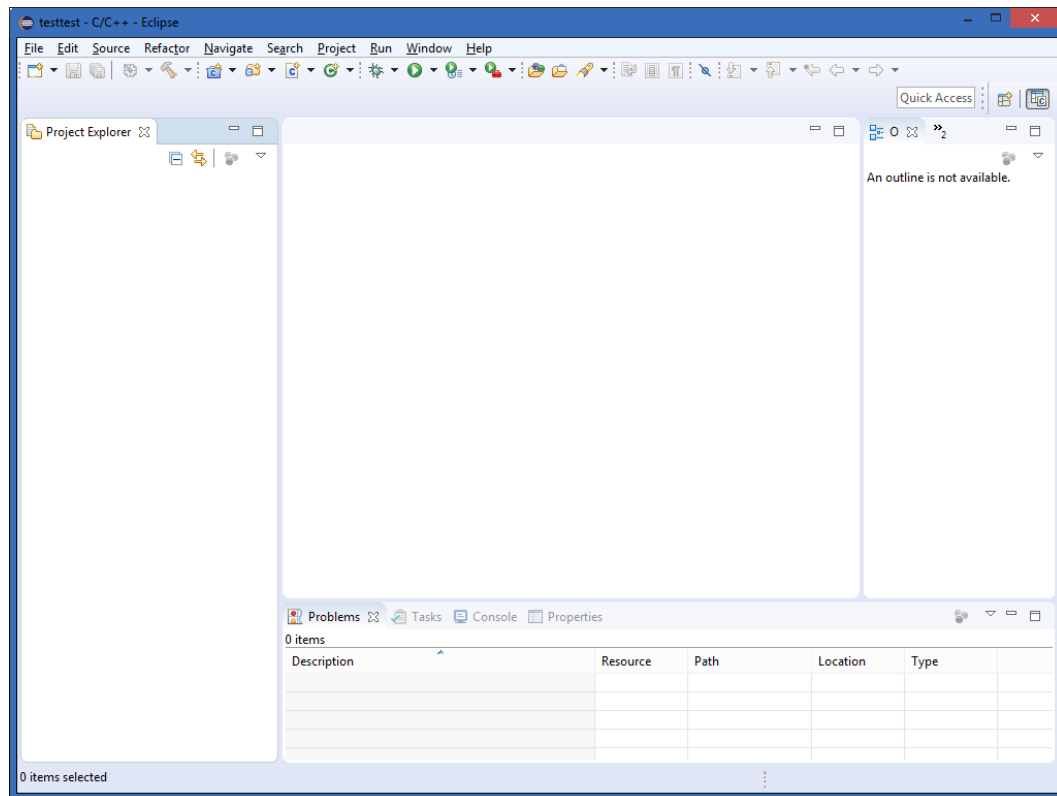 testtest - C/C++ - Eclipse
File Edit Source Refactor Navigate Search Project Run Window Help
Quick Access
Project Explorer
O »2
An outline is not available.
Problems Tasks Console Properties
0 items
Description Resource Path Location Type
0 items selected